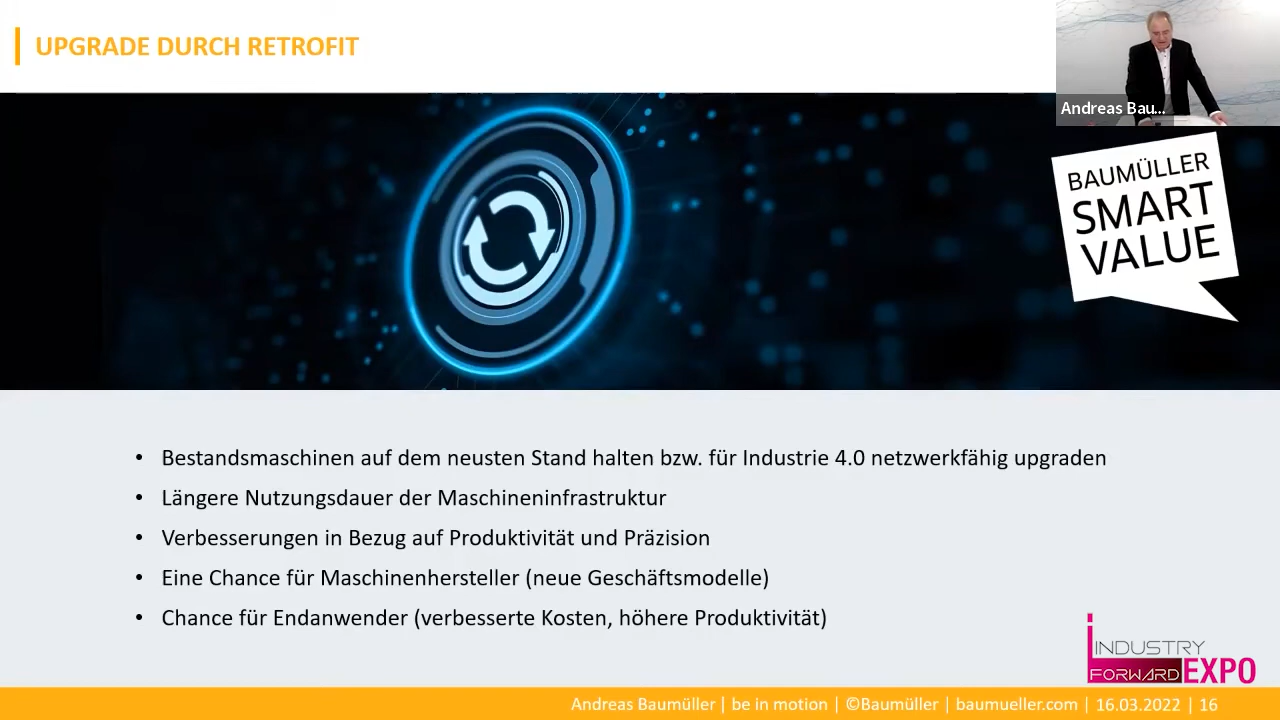 UPGRADE DURCH RETROFIT
Andreas Bau...
BAUMÜLLER
SMART
VALUE
• Bestandsmaschinen auf dem neusten Stand halten bzw. für Industrie 4.0 netzwerkfähig upgraden
• Längere Nutzungsdauer der Maschineninfrastruktur
• Verbesserungen in Bezug auf Produktivität und Präzision
• Eine Chance für Maschinenhersteller (neue Geschäftsmodelle)
• Chance für Endanwender (verbesserte Kosten, höhere Produktivität)
INDUSTRY
FORWARD EXPO
Andreas Baumüller | be in motion | ©Baumüller | baumueller.com | 16.03.2022 | 16